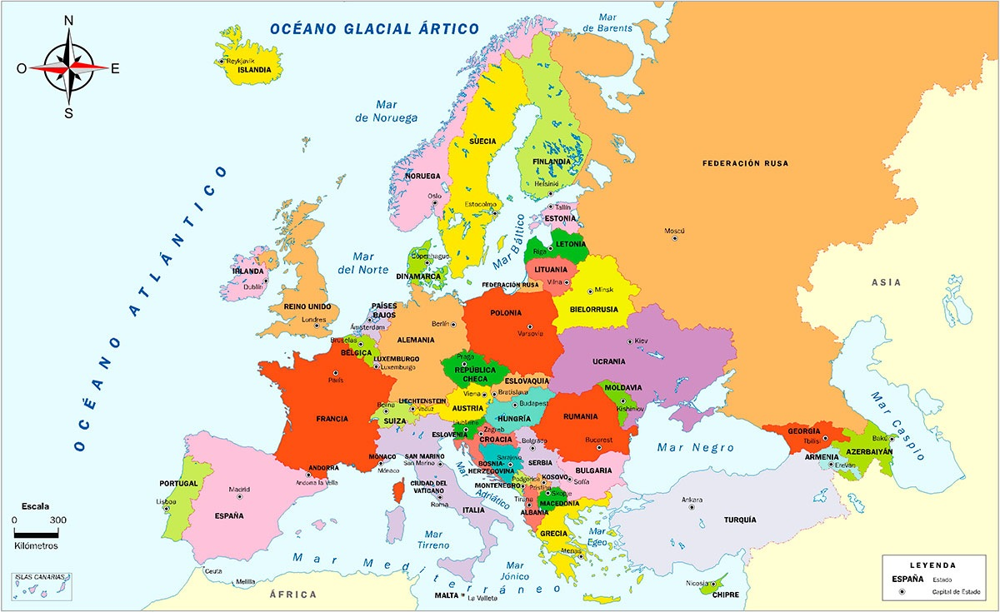 OCÉANO GLACIAL ÁRTICO
Mar
de Barents
N
O
E
S
Reykjavik
ISLANDIA
Mar
de Noruega
SUECIA
FINLANDIA
FEDERACIÓN RUSA
NORUEGA
Helsinki
Oslo
Estocolmo
Tallín
ESTONIA
OCÉANO ATLÁNTICO
Mar Báltico
Moscú
LETONIA
Riga
Mar
del Norte
Copenhague
DINAMARCA
LITUANIA
Vilna
IRLANDA
Dublín
FEDERACIÓN RUSA
Minsk
BIELORRUSIA
ASIA
REINO UNIDO
Londres
PAÍSES
BAJOS
Ámsterdam
Berlín
POLONIA
Varsovia
ALEMANIA
Bruselas
BÉLGICA
LUXEMBURGO
Luxemburgo
Praga
REPÚBLICA
CHECA
Kiev
UCRANIA
París
ESLOVAQUIA
Bratislava
Viena
MOLDAVIA
Kishiniov
FRANCIA
Berna
LIECHTENSTEIN
Vaduz
SUIZA
AUSTRIA
Budapest
HUNGRÍA
RUMANIA
Mar Caspio
Liubliana
ESLOVENIA
Zagreb
CROACIA
Belgrado
Bucarest
GEORGIA
Tbilis
Bakú
AZERBAIYÁN
Mar Negro
MÓNACO
Mónaco
SAN MARINO
San Marino
Sarajevo
BOSNIA-
HERZEGOVINA
SERBIA
BULGARIA
Sofía
ARMENIA
Erevan
ANDORRA
Andorra la Vella
PORTUGAL
Lisboa
Madrid
ESPAÑA
CIUDAD DEL
VATICANO
Roma
ITALIA
Mar Adriático
MONTENEGRO
Podgorica
KOSOVO
Pristina
Skopje
MACEDONIA
Tirana
ALBANIA
Ankara
TURQUÍA
Escala
0 300
Kilómetros
Mar
Tirreno
GRECIA
Atenas
Mar
Egeo
Mar Mediterráneo
Mar
Jónico
ISLAS CANARIAS
Ceuta
Melilla
ÁFRICA
MALTA
La Valleta
Nicosia
CHIPRE
LEYENDA
ESPAÑA Estado
Capital de Estado